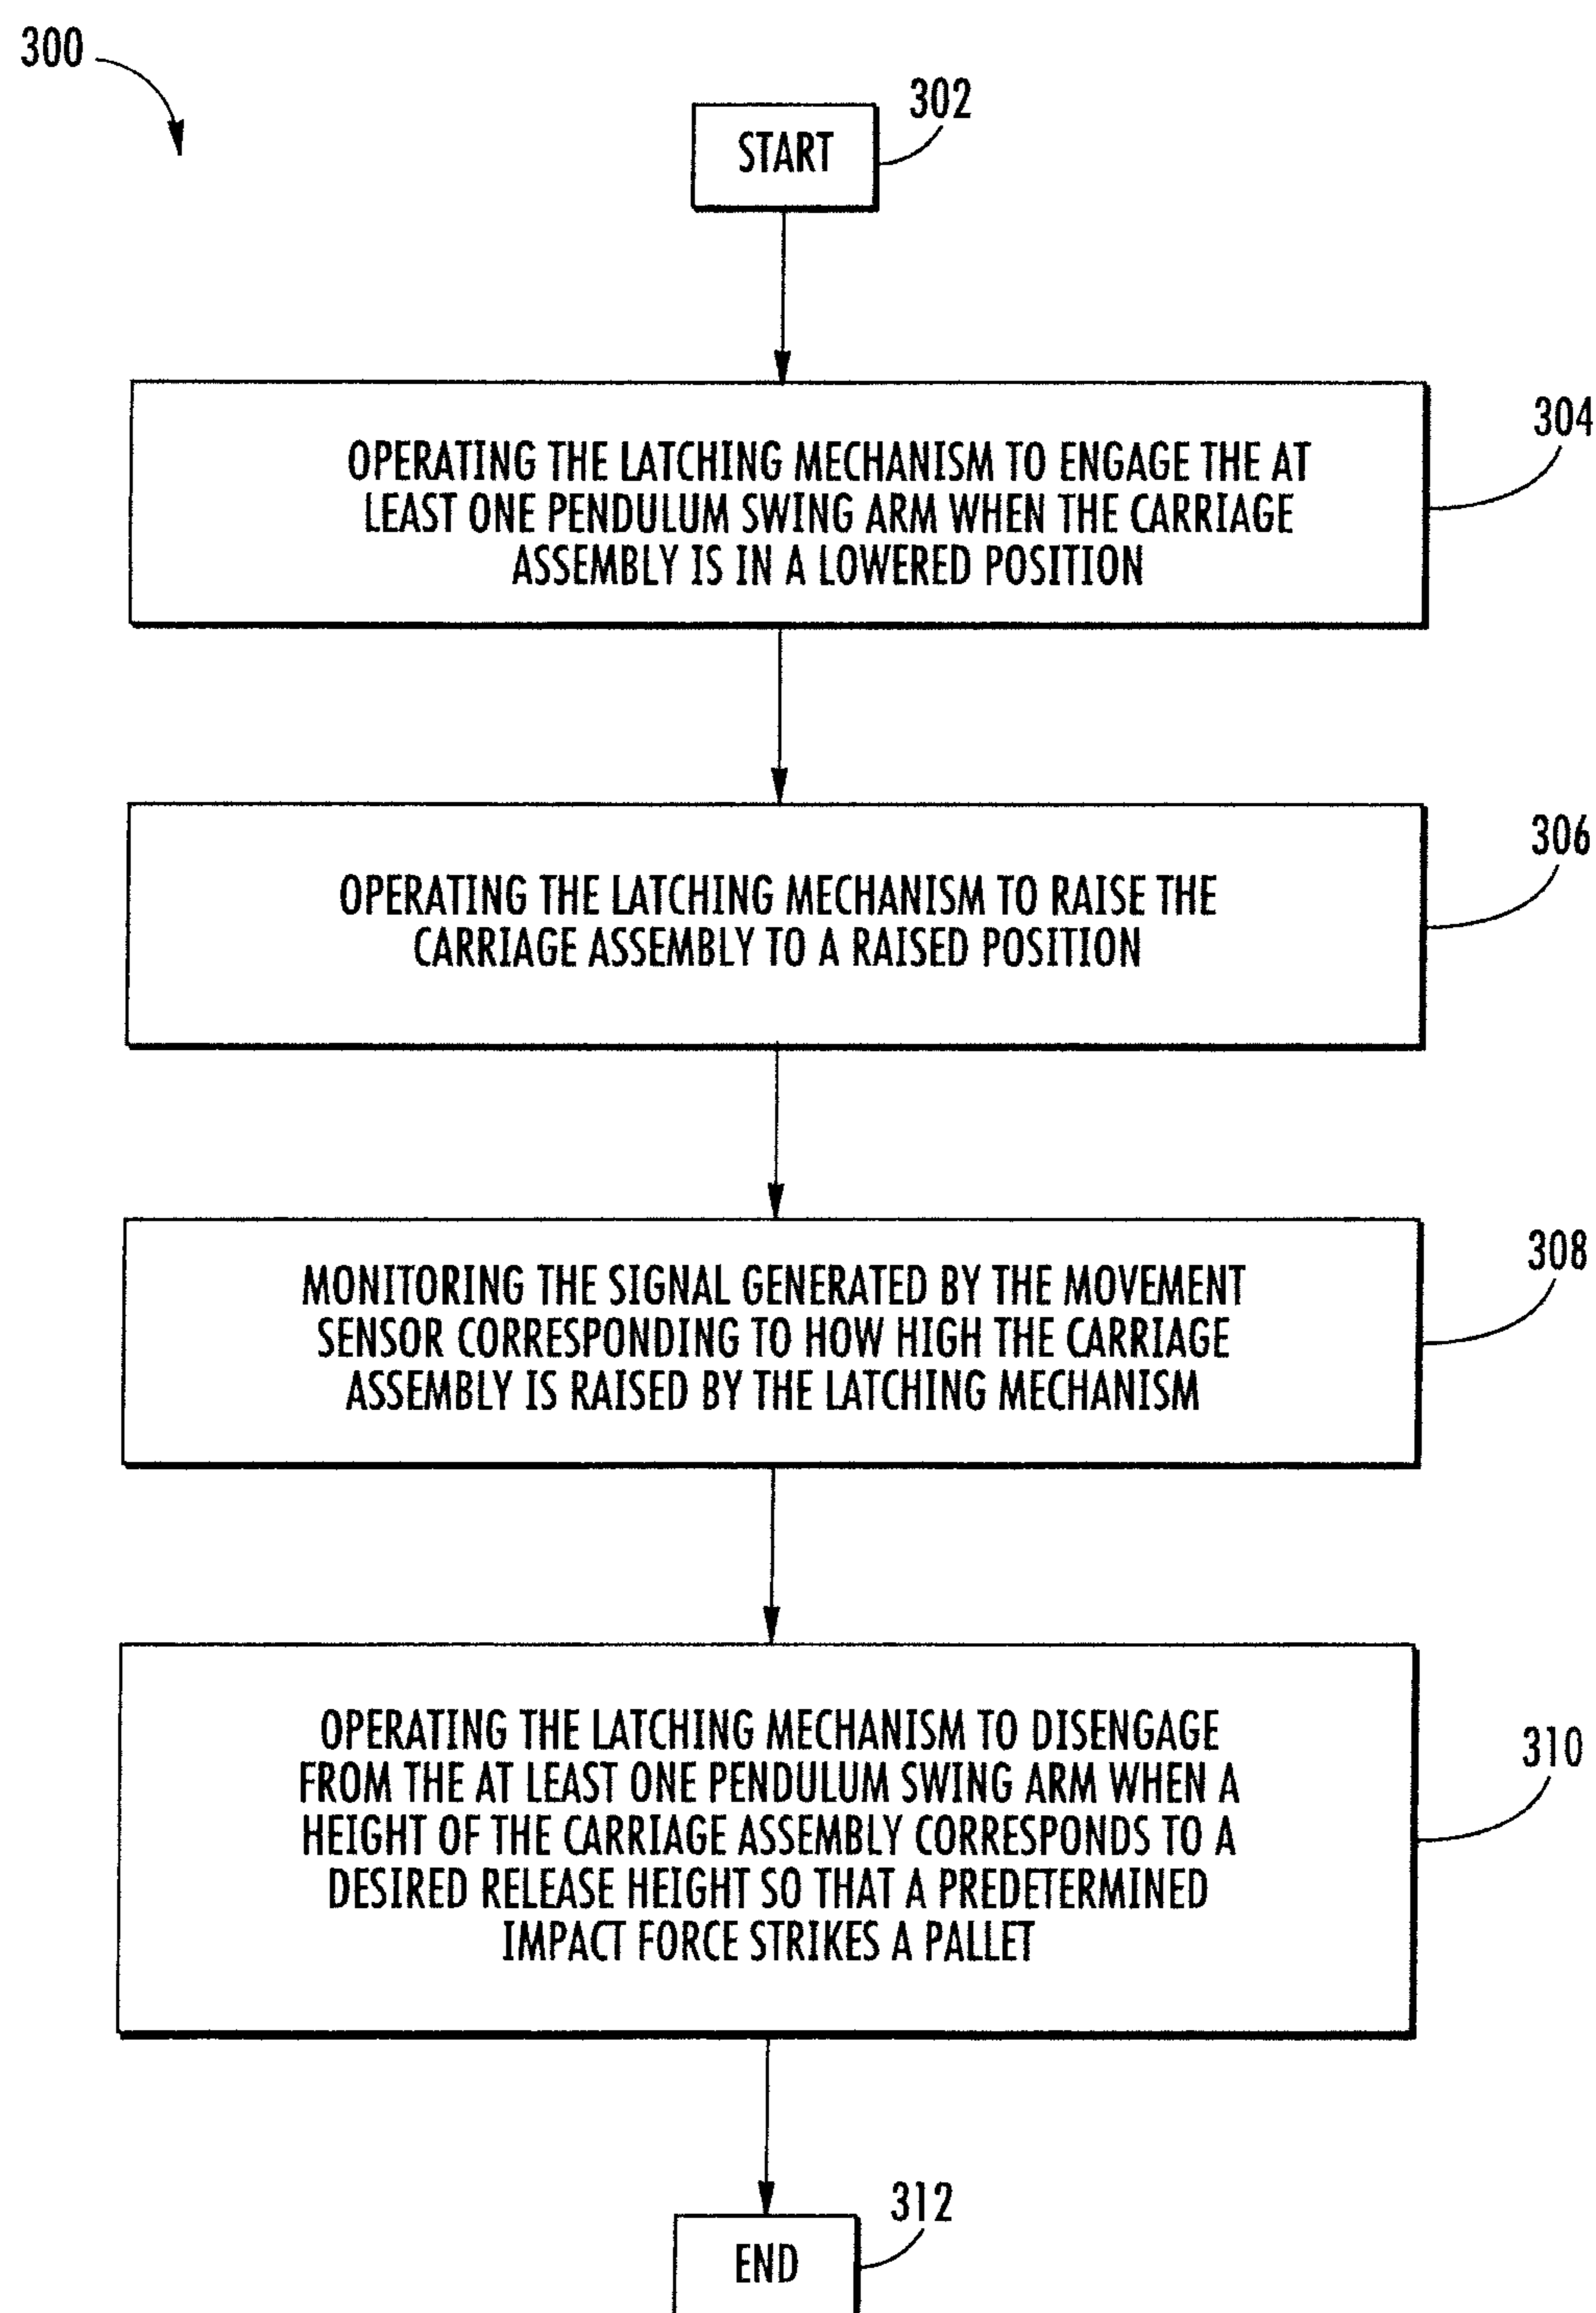 300
302
START
304
OPERATING THE LATCHING MECHANISM TO ENGAGE THE AT
LEAST ONE PENDULUM SWING ARM WHEN THE CARRIAGE
ASSEMBLY IS IN A LOWERED POSITION
306
OPERATING THE LATCHING MECHANISM TO RAISE THE
CARRIAGE ASSEMBLY TO A RAISED POSITION
308
MONITORING THE SIGNAL GENERATED BY THE MOVEMENT
SENSOR CORRESPONDING TO HOW HIGH THE CARRIAGE
ASSEMBLY IS RAISED BY THE LATCHING MECHANISM
310
OPERATING THE LATCHING MECHANISM TO DISENGAGE
FROM THE AT LEAST ONE PENDULUM SWING ARM WHEN A
HEIGHT OF THE CARRIAGE ASSEMBLY CORRESPONDS TO A
DESIRED RELEASE HEIGHT SO THAT A PREDETERMINED
IMPACT FORCE STRIKES A PALLET
312
END